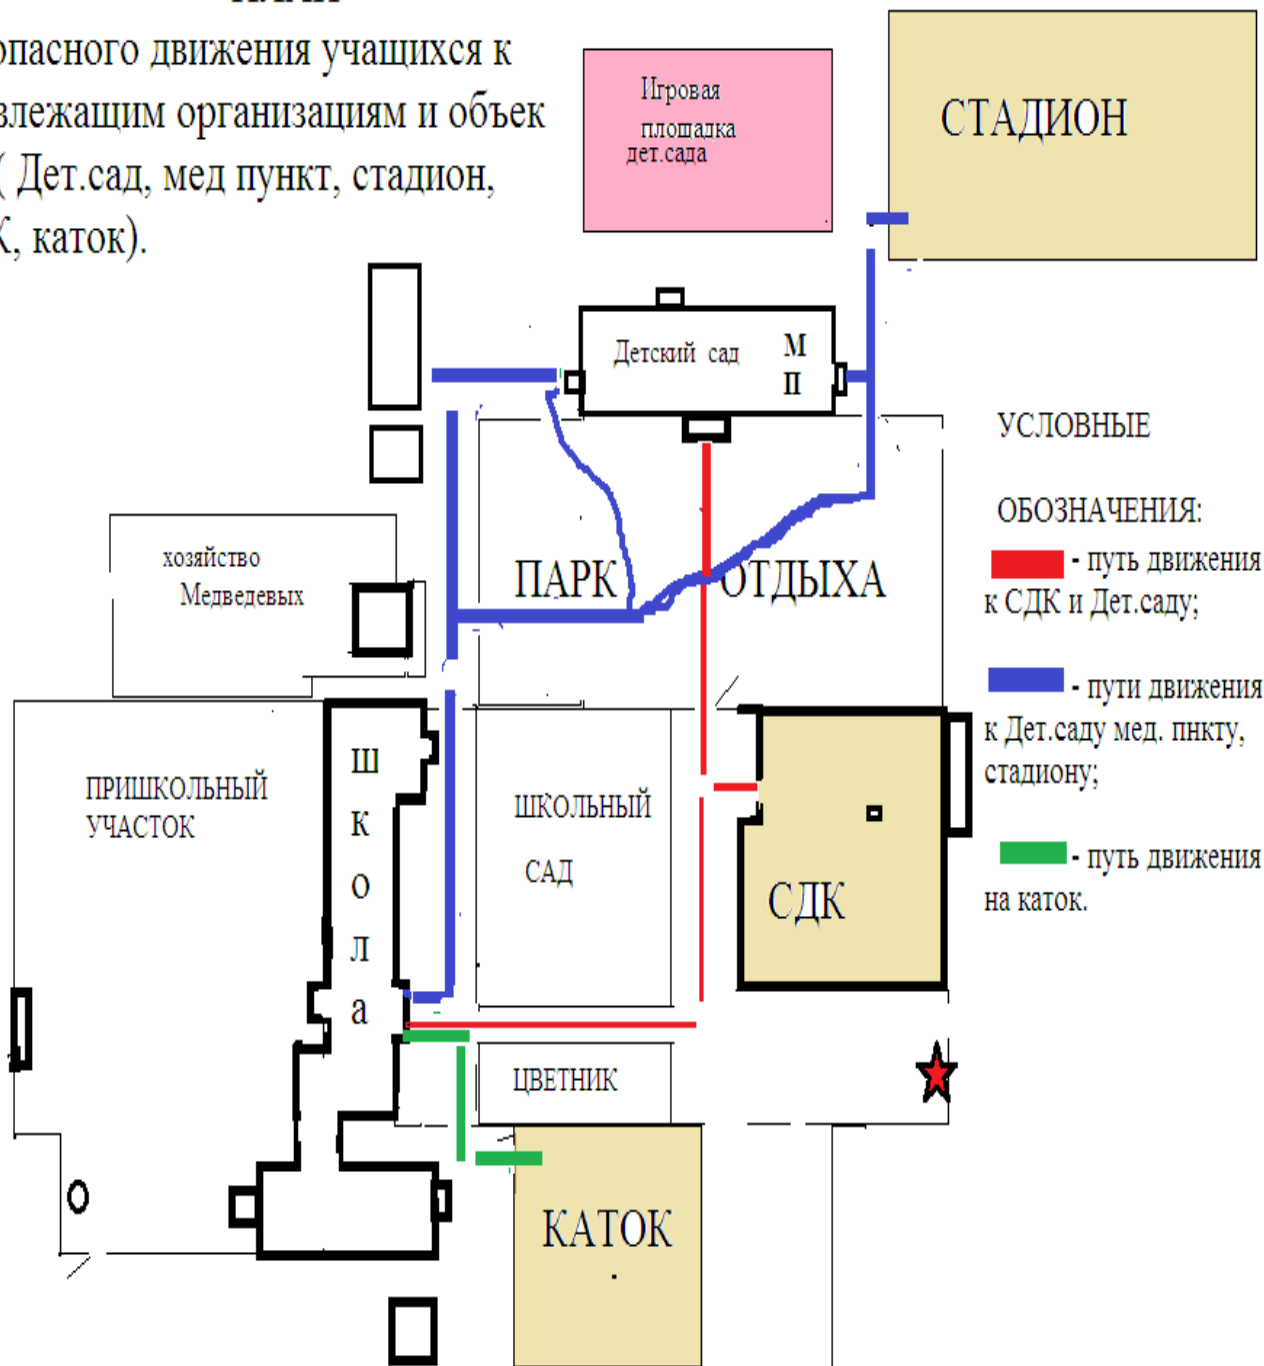 опасного движения учащихся к
влежащим организациям и объек
( Дет.сад, мед пункт, стадион,
К, каток).
Игровая
площадка
дет.сада
СТАДИОН
Детский сад
М
П
УСЛОВНЫЕ
ОБОЗНАЧЕНИЯ:
- путь движения
к СДК и Дет.саду;
- пути движения
к Дет.саду мед. пнкту,
стадиону;
- путь движения
на каток.
хозяйство
Медведевых
ПАРК ОТДЫХА
ПРИШКОЛЬНЫЙ
УЧАСТОК
Ш
К
О
Л
а
ШКОЛЬНЫЙ
САД
СДК
ЦВЕТНИК
КАТОК